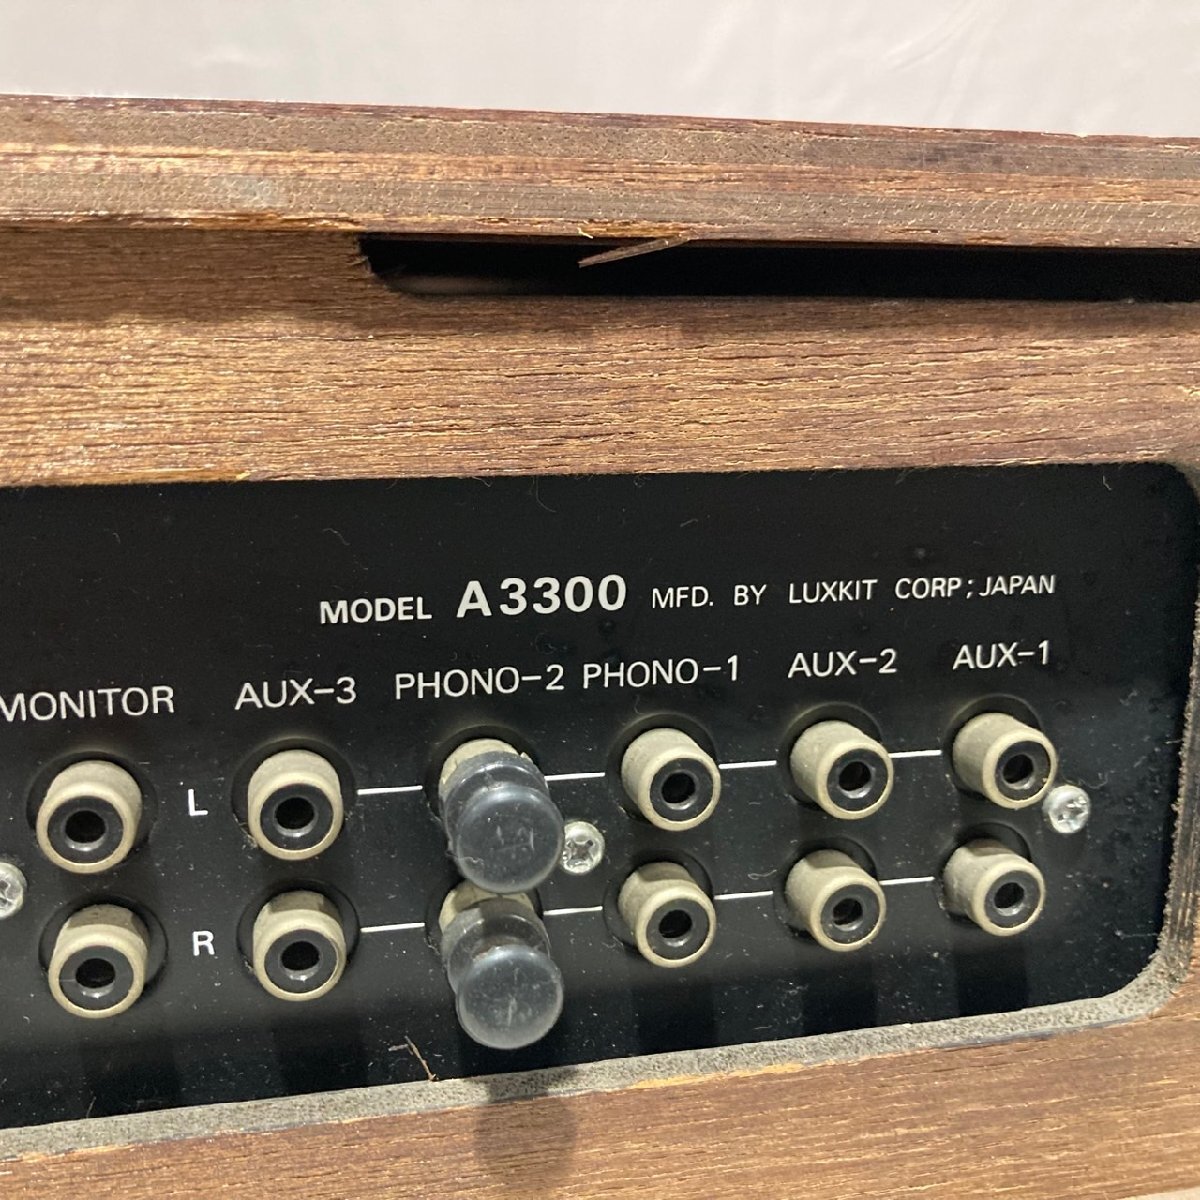 MODEL A3300 MFD. BY LUXKIT CORP; JAPAN
MONITOR AUX-3 PHONO-2 PHONO-1 AUX-2 AUX-1
L
R